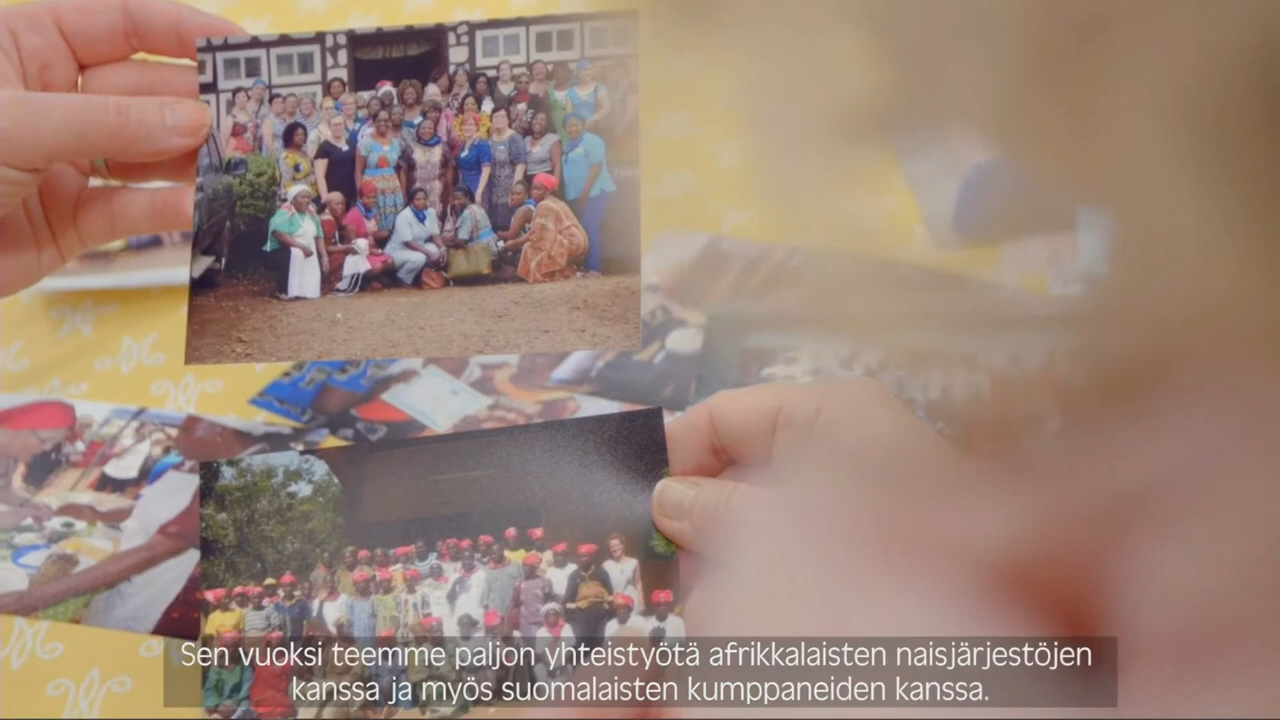 Sen vuoksi teemme paljon yhteistyötä afrikkalaisten naisjärjestöjen
kanssa ja myös suomalaisten kumppaneiden kanssa.